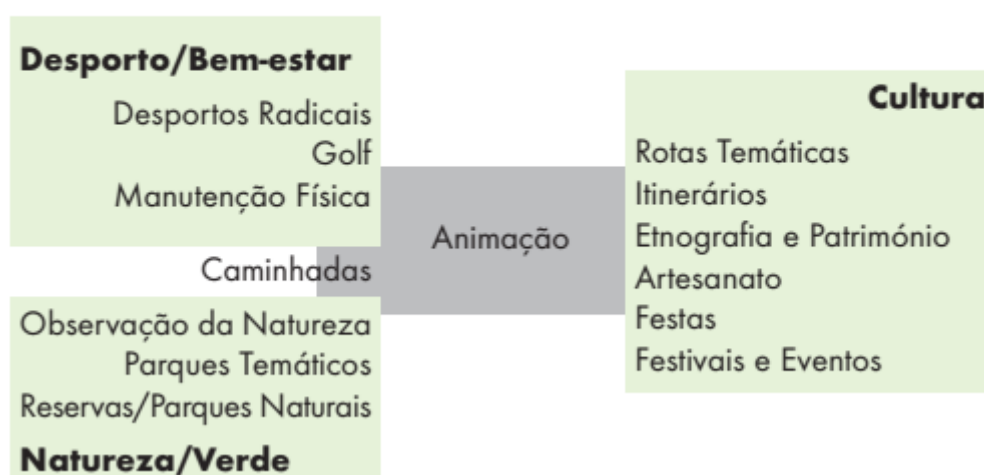 Desporto/Bem-estar
Desportos Radicais
Golf
Manutenção Física
Caminhadas
Observação da Natureza
Parques Temáticos
Reservas/Parques Naturais
Natureza/Verde
Animação
Cultura
Rotas Temáticas
Itinerários
Etnografia e Património
Artesanato
Festas
Festivais e Eventos